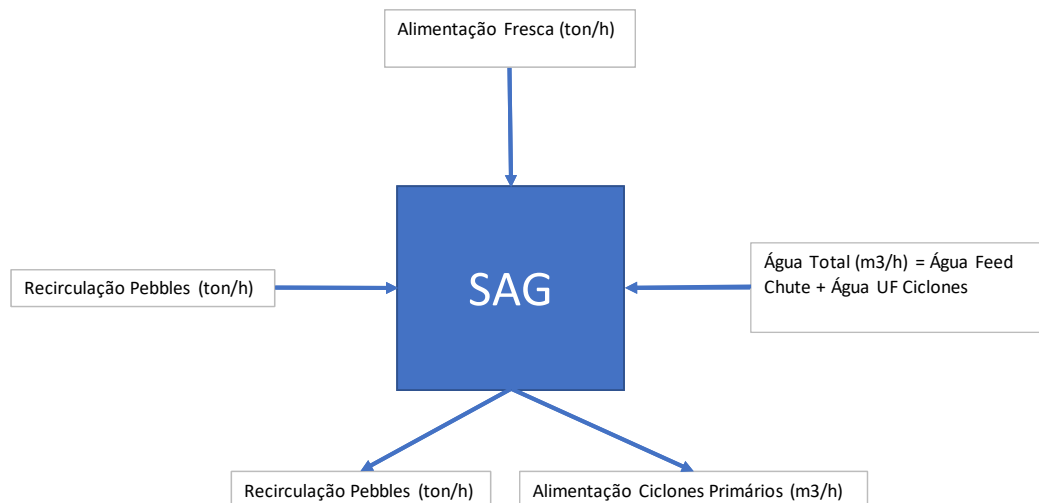 Alimentação Fresca (ton/h)
SAG
Recirculação Pebbles (ton/h)
Água Total (m3/h) = Água Feed
Chute + Água UF Ciclones
Recirculação Pebbles (ton/h)
Alimentação Ciclones Primários (m3/h)